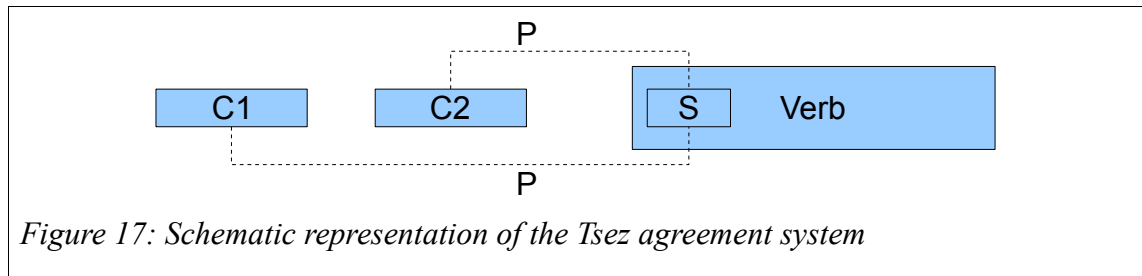 P
C1 C2 S Verb
P
Figure 17: Schematic representation of the Tsez agreement system